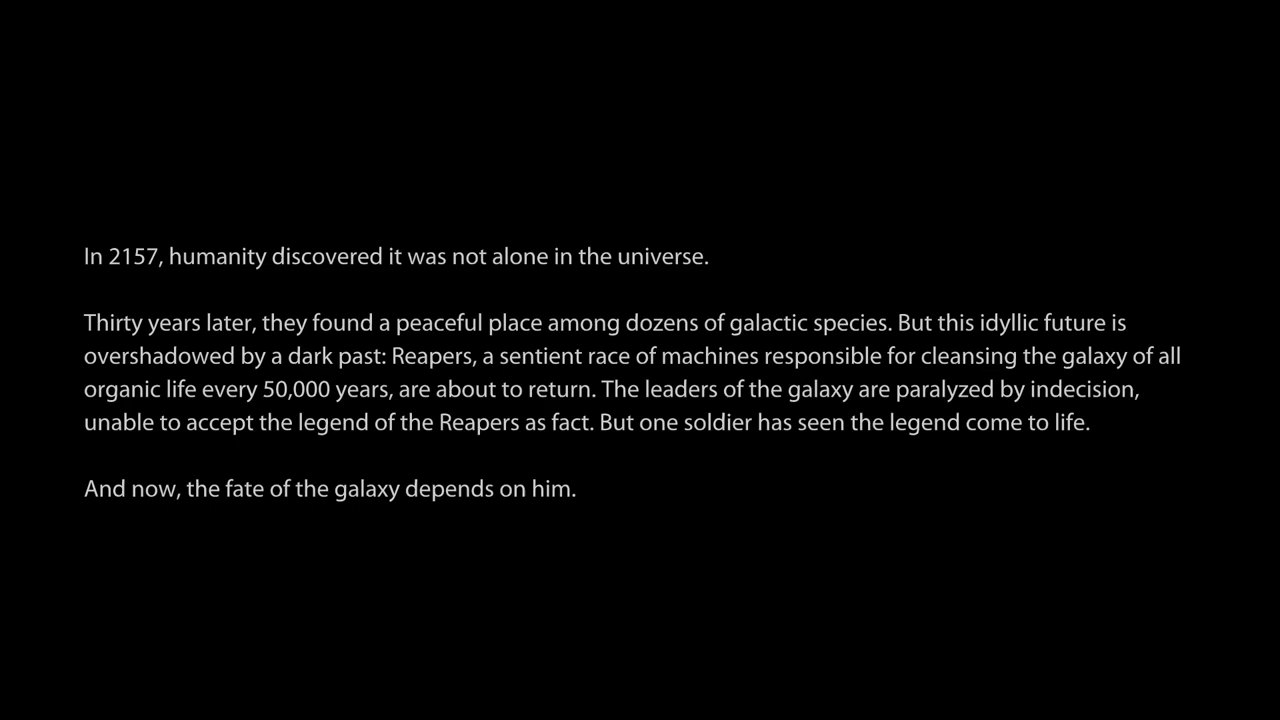 In 2157, humanity discovered it was not alone in the universe.
Thirty years later, they found a peaceful place among dozens of galactic species. But this idyllic future is
overshadowed by a dark past: Reapers, a sentient race of machines responsible for cleansing the galaxy of all
organic life every 50,000 years, are about to return. The leaders of the galaxy are paralyzed by indecision,
unable to accept the legend of the Reapers as fact. But one soldier has seen the legend come to life.
And now, the fate of the galaxy depends on him.